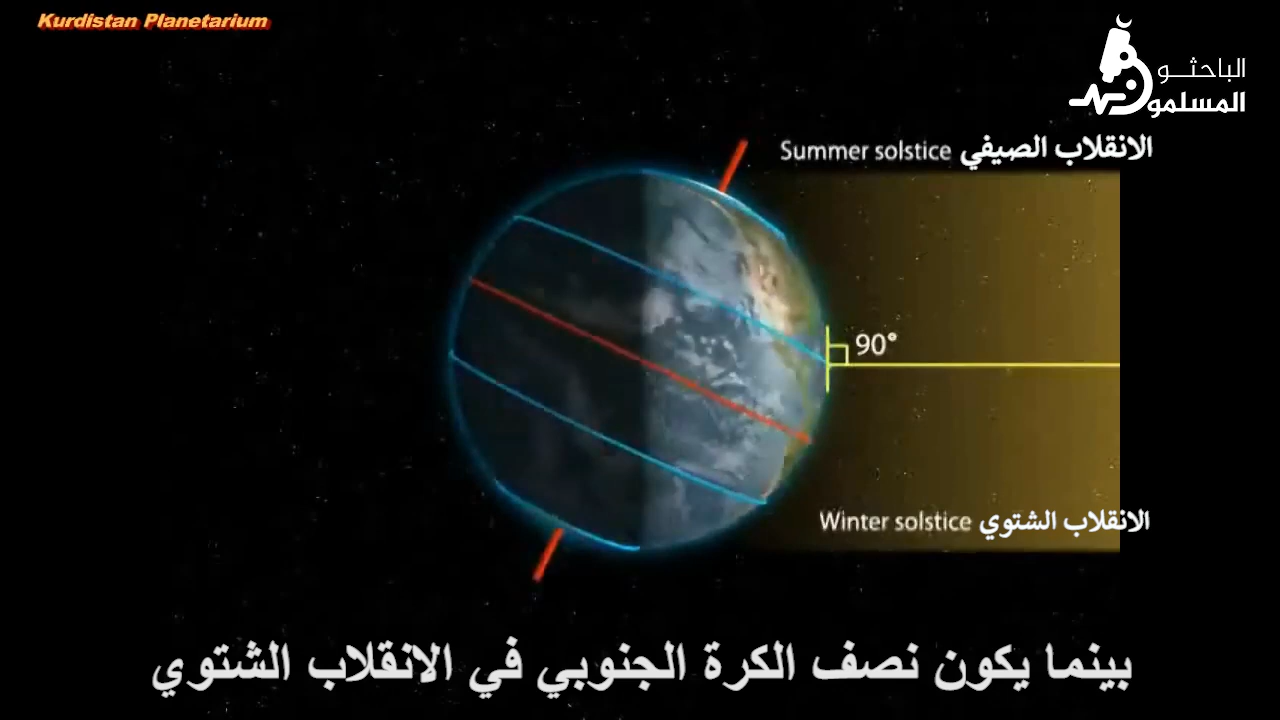 Kurdistan Planetarium
الباحثــو
المسلمو
Summer solstice الانقلاب الصيفي
90°
Winter solstice الانقلاب الشتوي
بينما يكون نصف الكرة الجنوبي في الانقلاب الشتوي